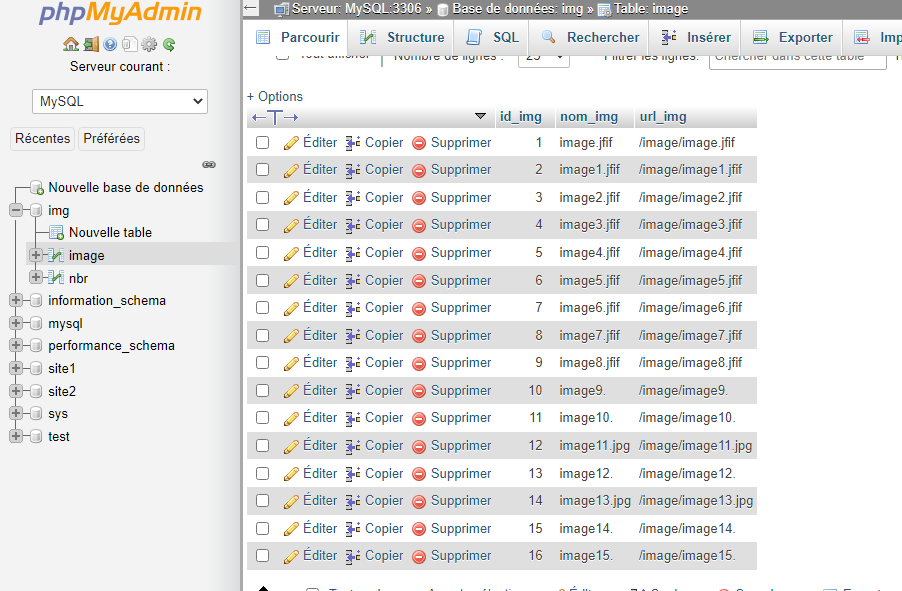 phpMyAdmin
Serveur courant :
MySQL
Récentes Préférées
Nouvelle base de données
img
Nouvelle table
image
nbr
information_schema
mysql
performance_schema
site1
site2
sys
test
Serveur: MySQL:3306 » Base de données: img » Table: image
Parcourir Structure SQL Rechercher Insérer Exporter Imp
Tout afficher Nombre de lignes : 25 Filtrer les lignes: Chercher dans cette table
+ Options
←T→ id_img nom_img url_img
Éditer Copier Supprimer 1 image.jfif /image/image.jfif
Éditer Copier Supprimer 2 image1.jfif /image/image1.jfif
Éditer Copier Supprimer 3 image2.jfif /image/image2.jfif
Éditer Copier Supprimer 4 image3.jfif /image/image3.jfif
Éditer Copier Supprimer 5 image4.jfif /image/image4.jfif
Éditer Copier Supprimer 6 image5.jfif /image/image5.jfif
Éditer Copier Supprimer 7 image6.jfif /image/image6.jfif
Éditer Copier Supprimer 8 image7.jfif /image/image7.jfif
Éditer Copier Supprimer 9 image8.jfif /image/image8.jfif
Éditer Copier Supprimer 10 image9. /image/image9.
Éditer Copier Supprimer 11 image10. /image/image10.
Éditer Copier Supprimer 12 image11.jpg /image/image11.jpg
Éditer Copier Supprimer 13 image12. /image/image12.
Éditer Copier Supprimer 14 image13.jpg /image/image13.jpg
Éditer Copier Supprimer 15 image14. /image/image14.
Éditer Copier Supprimer 16 image15. /image/image15.